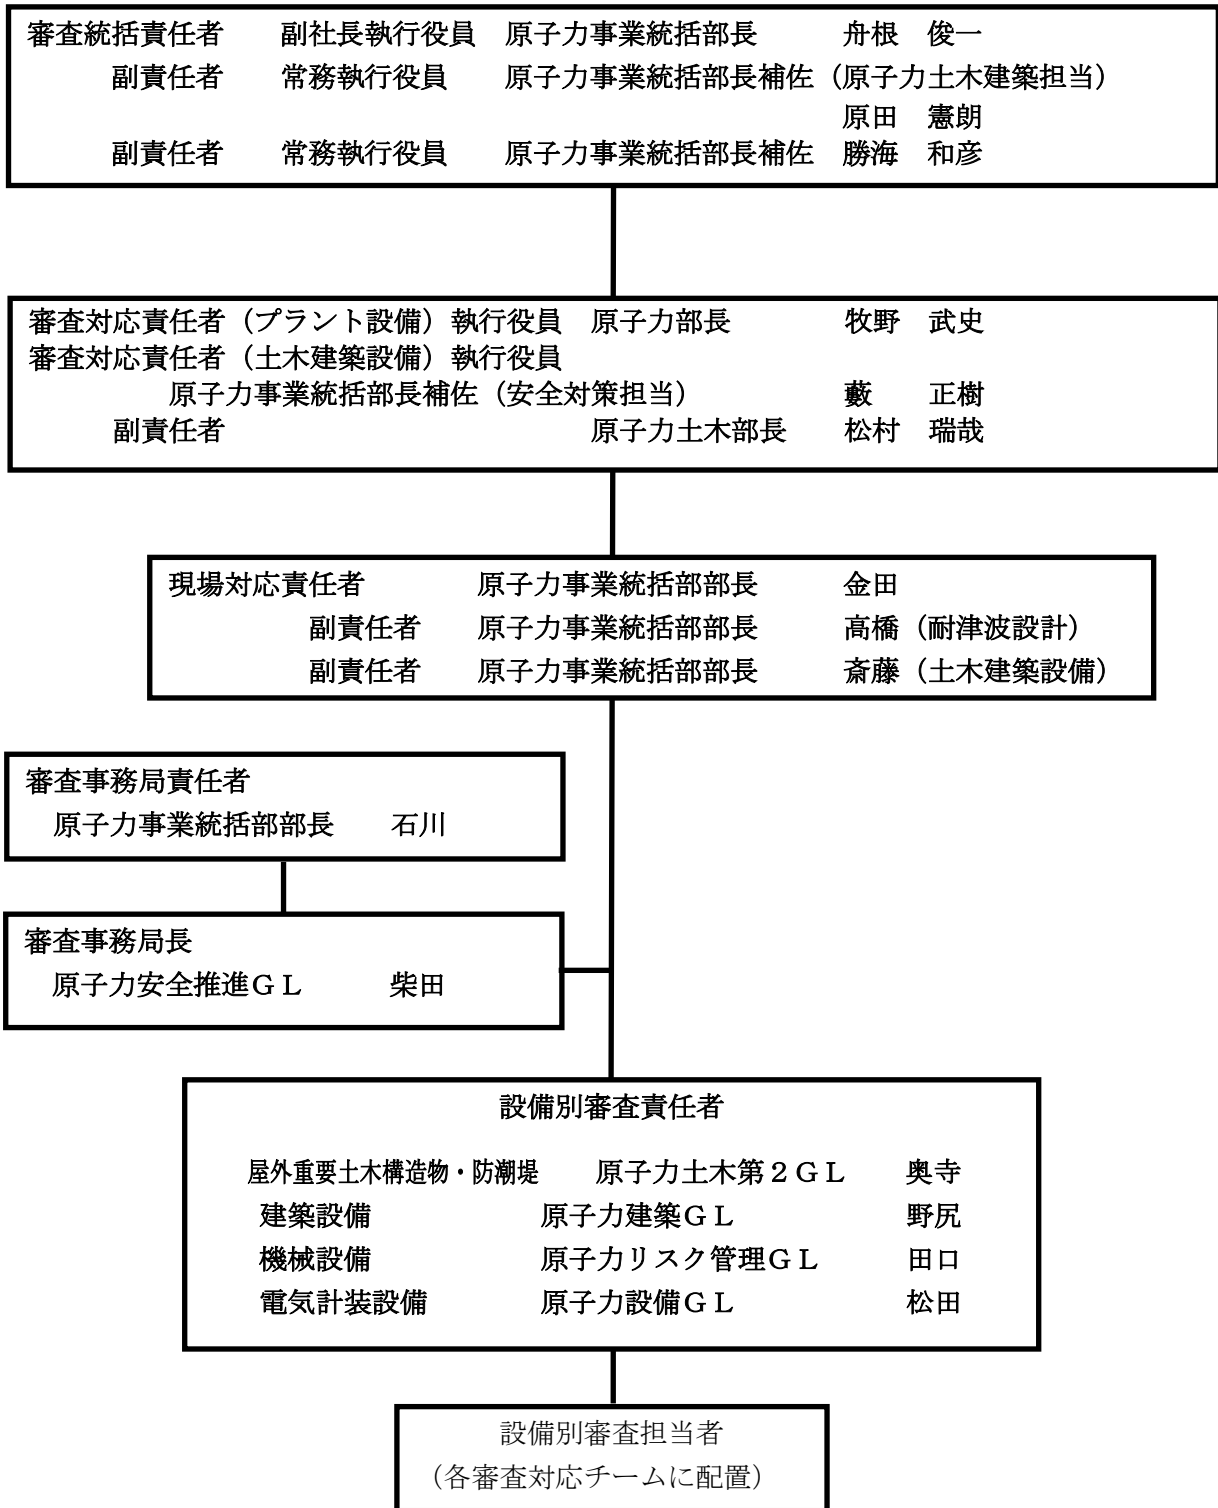 審査統括責任者　副社長執行役員　原子力事業統括部長　舟根　俊一
副責任者　常務執行役員　原子力事業統括部長補佐（原子力土木建築担当）
原田　憲朗
副責任者　常務執行役員　原子力事業統括部長補佐　勝海　和彦
審査対応責任者（プラント設備）執行役員　原子力部長　牧野　武史
審査対応責任者（土木建築設備）執行役員
原子力事業統括部長補佐（安全対策担当）　藪　正樹
副責任者　原子力土木部長　松村　瑞哉
現場対応責任者　原子力事業統括部部長　金田
副責任者　原子力事業統括部部長　高橋（耐津波設計）
副責任者　原子力事業統括部部長　斎藤（土木建築設備）
審査事務局責任者
原子力事業統括部部長　石川
審査事務局長
原子力安全推進ＧＬ　柴田
設備別審査責任者
屋外重要土木構造物・防潮堤　原子力土木第２ＧＬ　奥寺
建築設備　原子力建築ＧＬ　野尻
機械設備　原子力リスク管理ＧＬ　田口
電気計装設備　原子力設備ＧＬ　松田
設備別審査担当者
（各審査対応チームに配置）